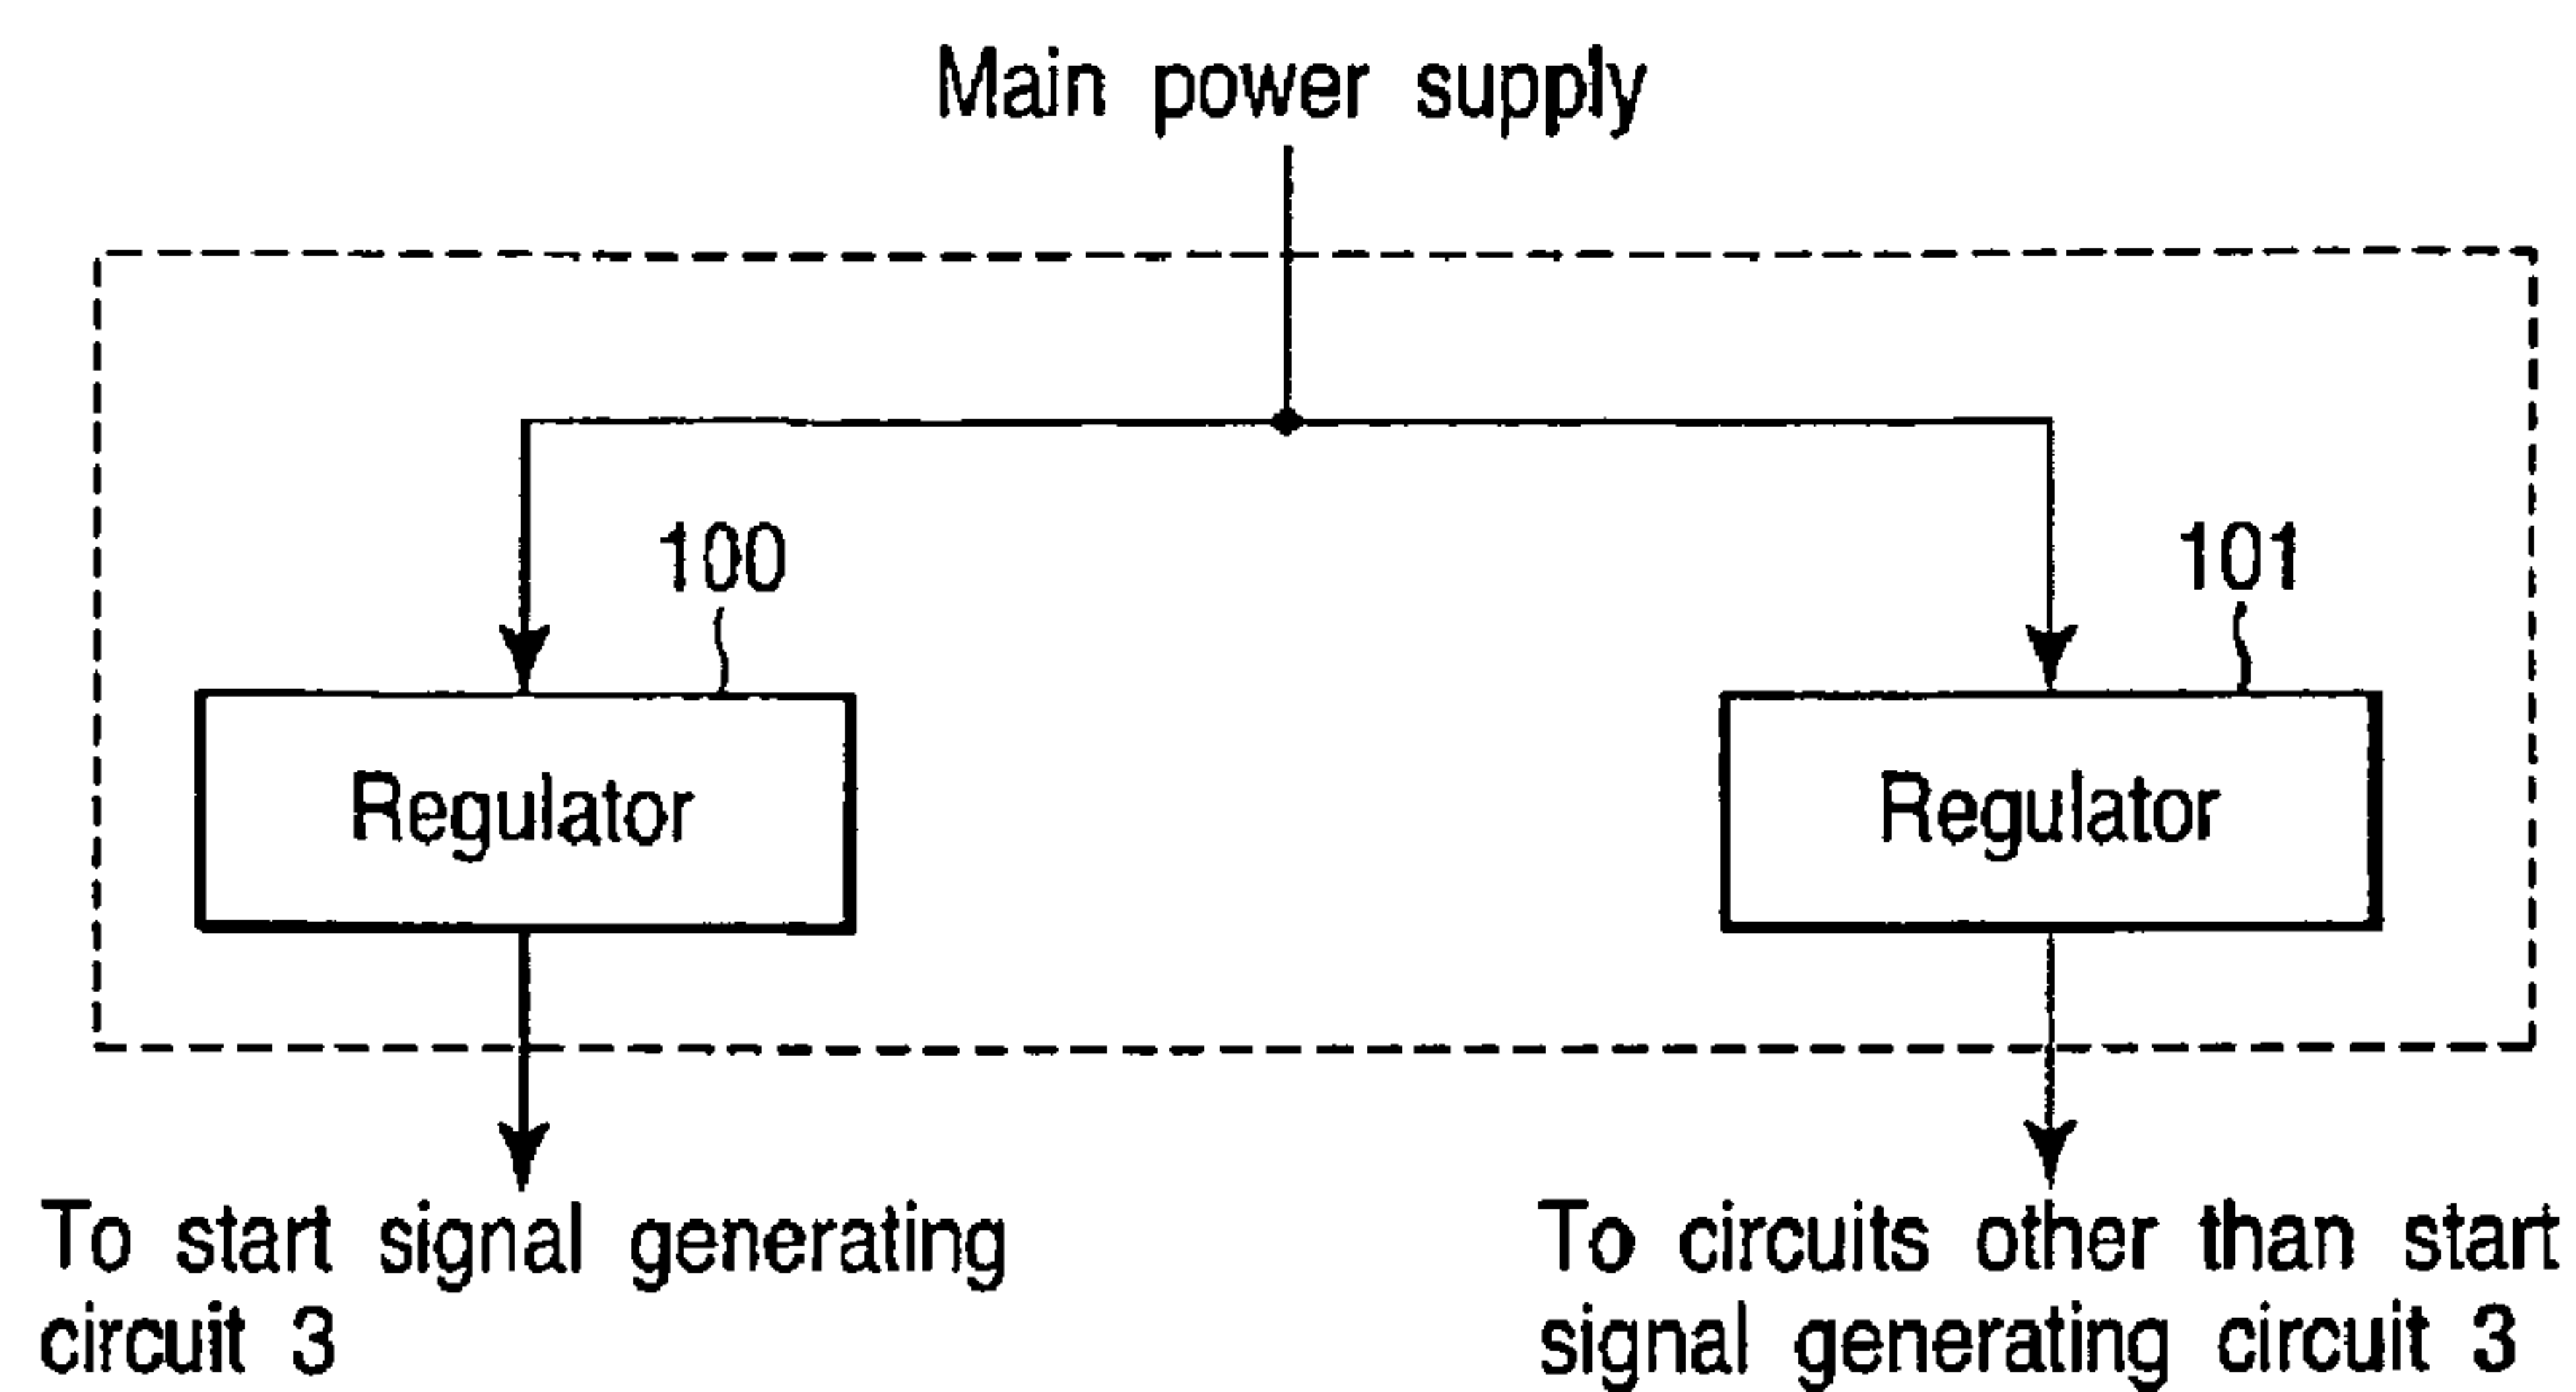 Main power supply
100
101
Regulator
Regulator
To start signal generating
circuit 3
To circuits other than start
signal generating circuit 3